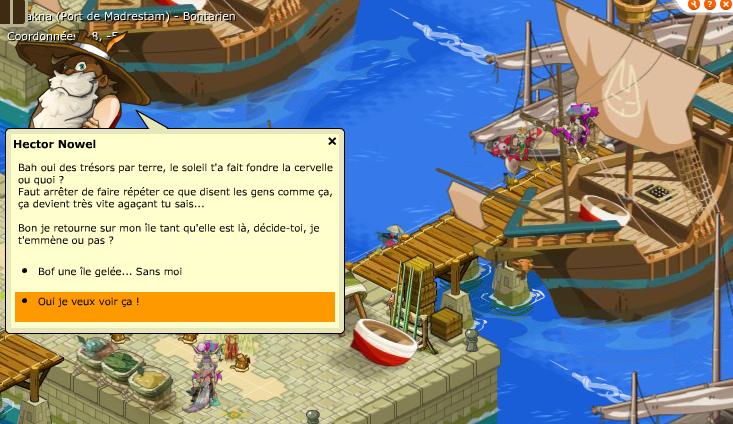 akna (Port de Madrestam) - Bontarien
Coordonnées 8, -5
Hector Nowel
Bah oui des trésors par terre, le soleil t'a fait fondre la cervelle
ou quoi ?
Faut arrêter de faire répéter ce que disent les gens comme ça,
ça devient très vite agaçant tu sais...
Bon je retourne sur mon île tant qu'elle est là, décide-toi, je
t'emmène ou pas ?
Bof une île gelée... Sans moi
Oui je veux voir ça !